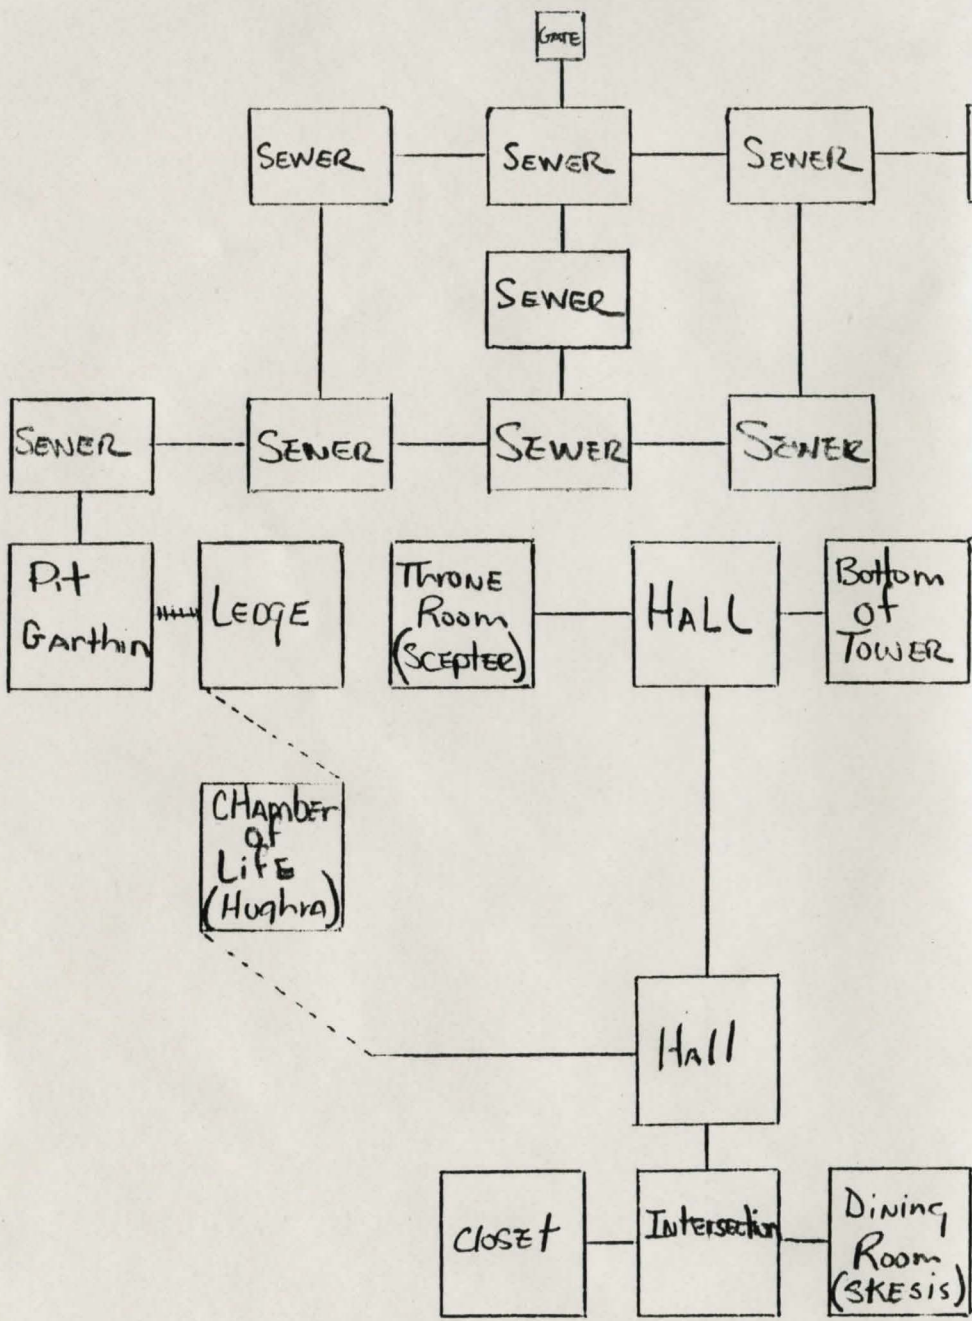 GATE
SEWER
SEWER
SEWER
SEWER
SEWER
SEWER
SEWER
SEWER
Pit
GArthin
LEDGE
ThRONE
Room
(SCEPtER)
HALL
Bottom
of
TOWER
CHAmbEr
of
LifE
(Hughra)
HAll
closEt
IntERSEction
DiNiNg
Room
(SKEsis)